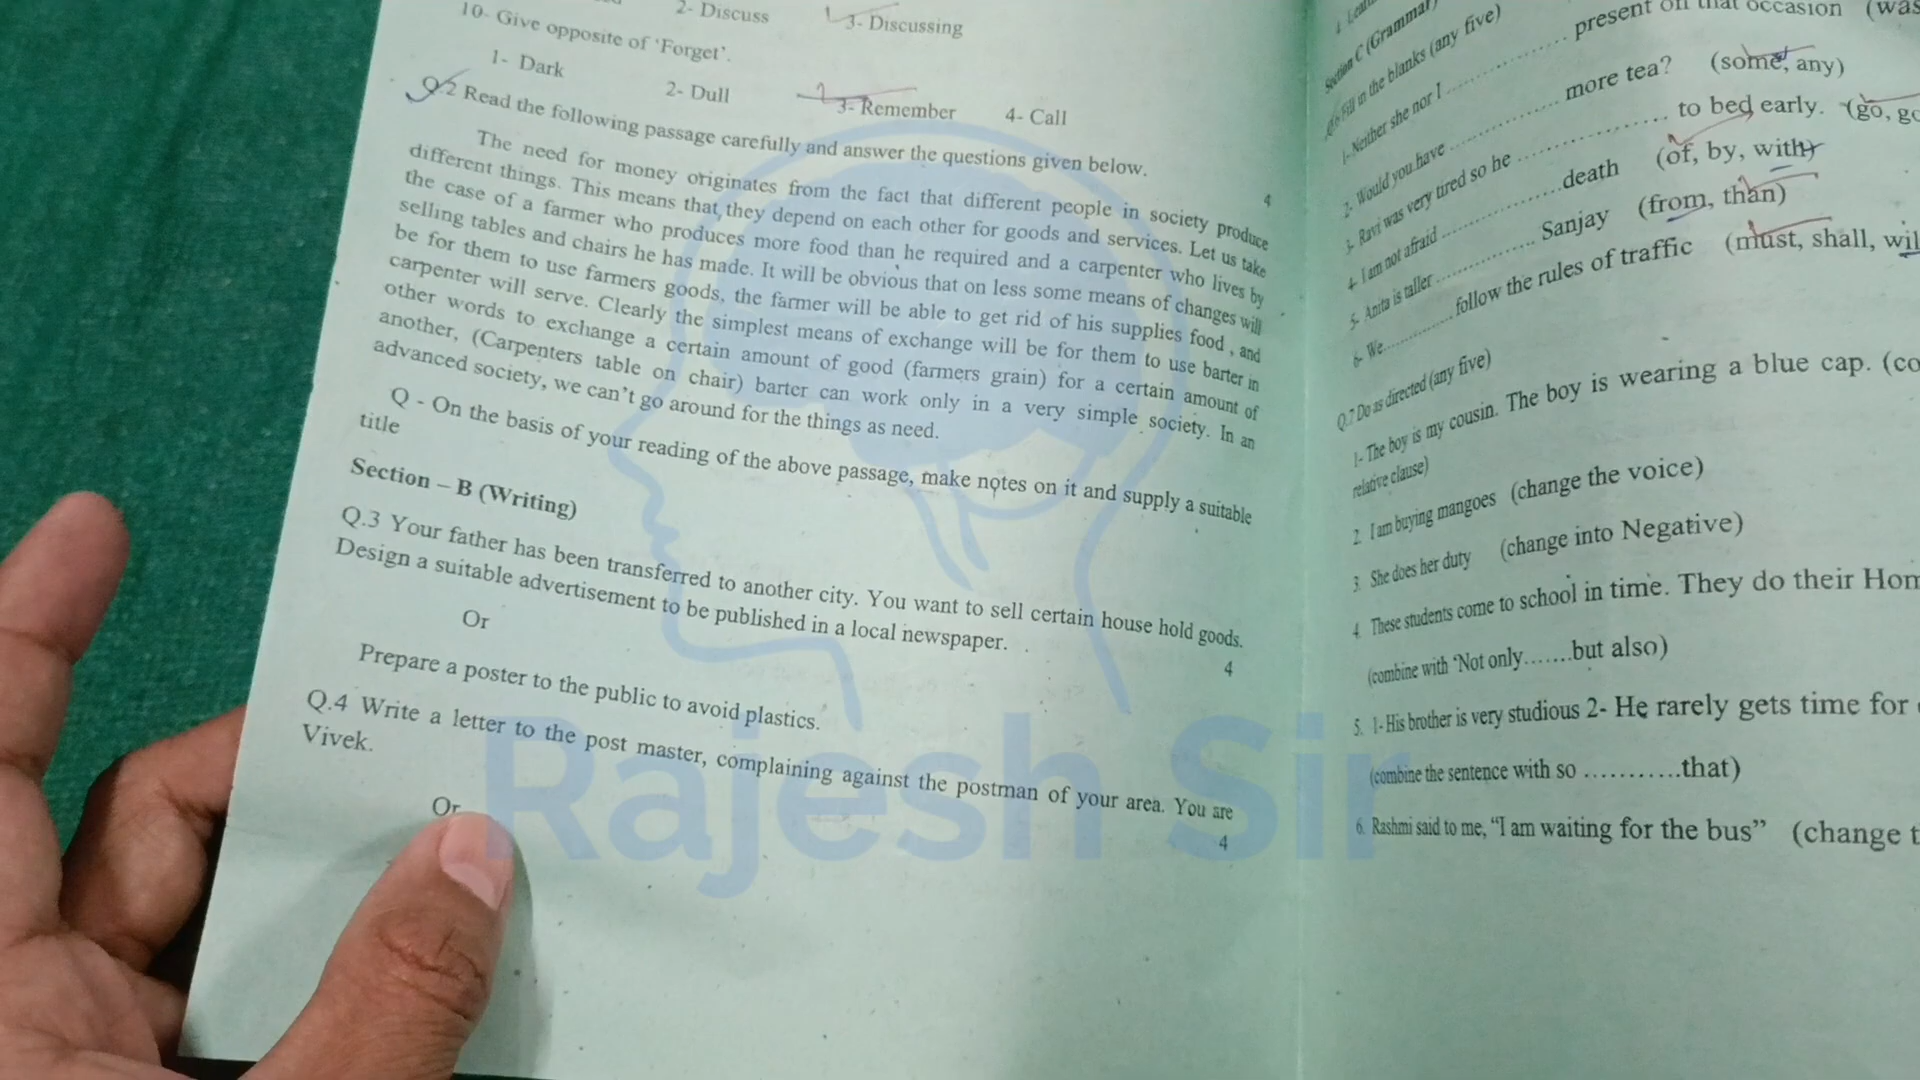 2- Discuss 3- Discussing
10- Give opposite of 'Forget'.
1- Dark 2- Dull 3- Remember 4- Call
Q.2 Read the following passage carefully and answer the questions given below.
4
The need for money originates from the fact that different people in society produce
different things. This means that, they depend on each other for goods and services. Let us take
the case of a farmer who produces more food than he required and a carpenter who lives by
selling tables and chairs he has made. It will be obvious that on less some means of changes will
be for them to use farmers goods, the farmer will be able to get rid of his supplies food , and
carpenter will serve. Clearly the simplest means of exchange will be for them to use barter in
other words to exchange a certain amount of good (farmers grain) for a certain amount of
another, (Carpenters table on chair) barter can work only in a very simple society. In an
advanced society, we can't go around for the things as need.
Q - On the basis of your reading of the above passage, make notes on it and supply a suitable
title
Section – B (Writing)
Q.3 Your father has been transferred to another city. You want to sell certain house hold goods.
Design a suitable advertisement to be published in a local newspaper.
4
Or
Prepare a poster to the public to avoid plastics.
Q.4 Write a letter to the post master, complaining against the postman of your area. You are
Vivek.
4
Or
Rajesh Sir
Section C (Grammar)
Fill in the blanks (any five)
1- Neither she nor I ................ present on that occasion (was
2- Would you have ................ more tea? (some, any)
3- Ravi was very tired so he ................ to bed early. (go,
4- I am not afraid ................death (of, by, with)
5- Anita is taller ............... Sanjay (from, than)
6- We..............follow the rules of traffic (must, shall,
Q.7 Do as directed (any five)
1- The boy is my cousin. The boy is wearing a blue cap.
relative clause)
2. I am buying mangoes (change the voice)
3. She does her duty (change into Negative)
4. These students come to school in time. They do their
(combine with 'Not only.......but also)
5. 1- His brother is very studious 2- He rarely gets time for
(combine the sentence with so ...........that)
6. Rashmi said to me, "I am waiting for the bus" (change